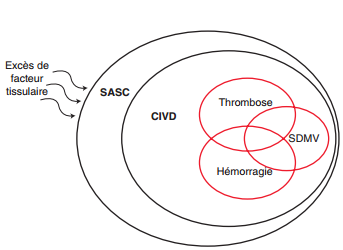 Excès de
facteur
tissulaire
SASC
CIVD
Thrombose
SDMV
Hémorragie